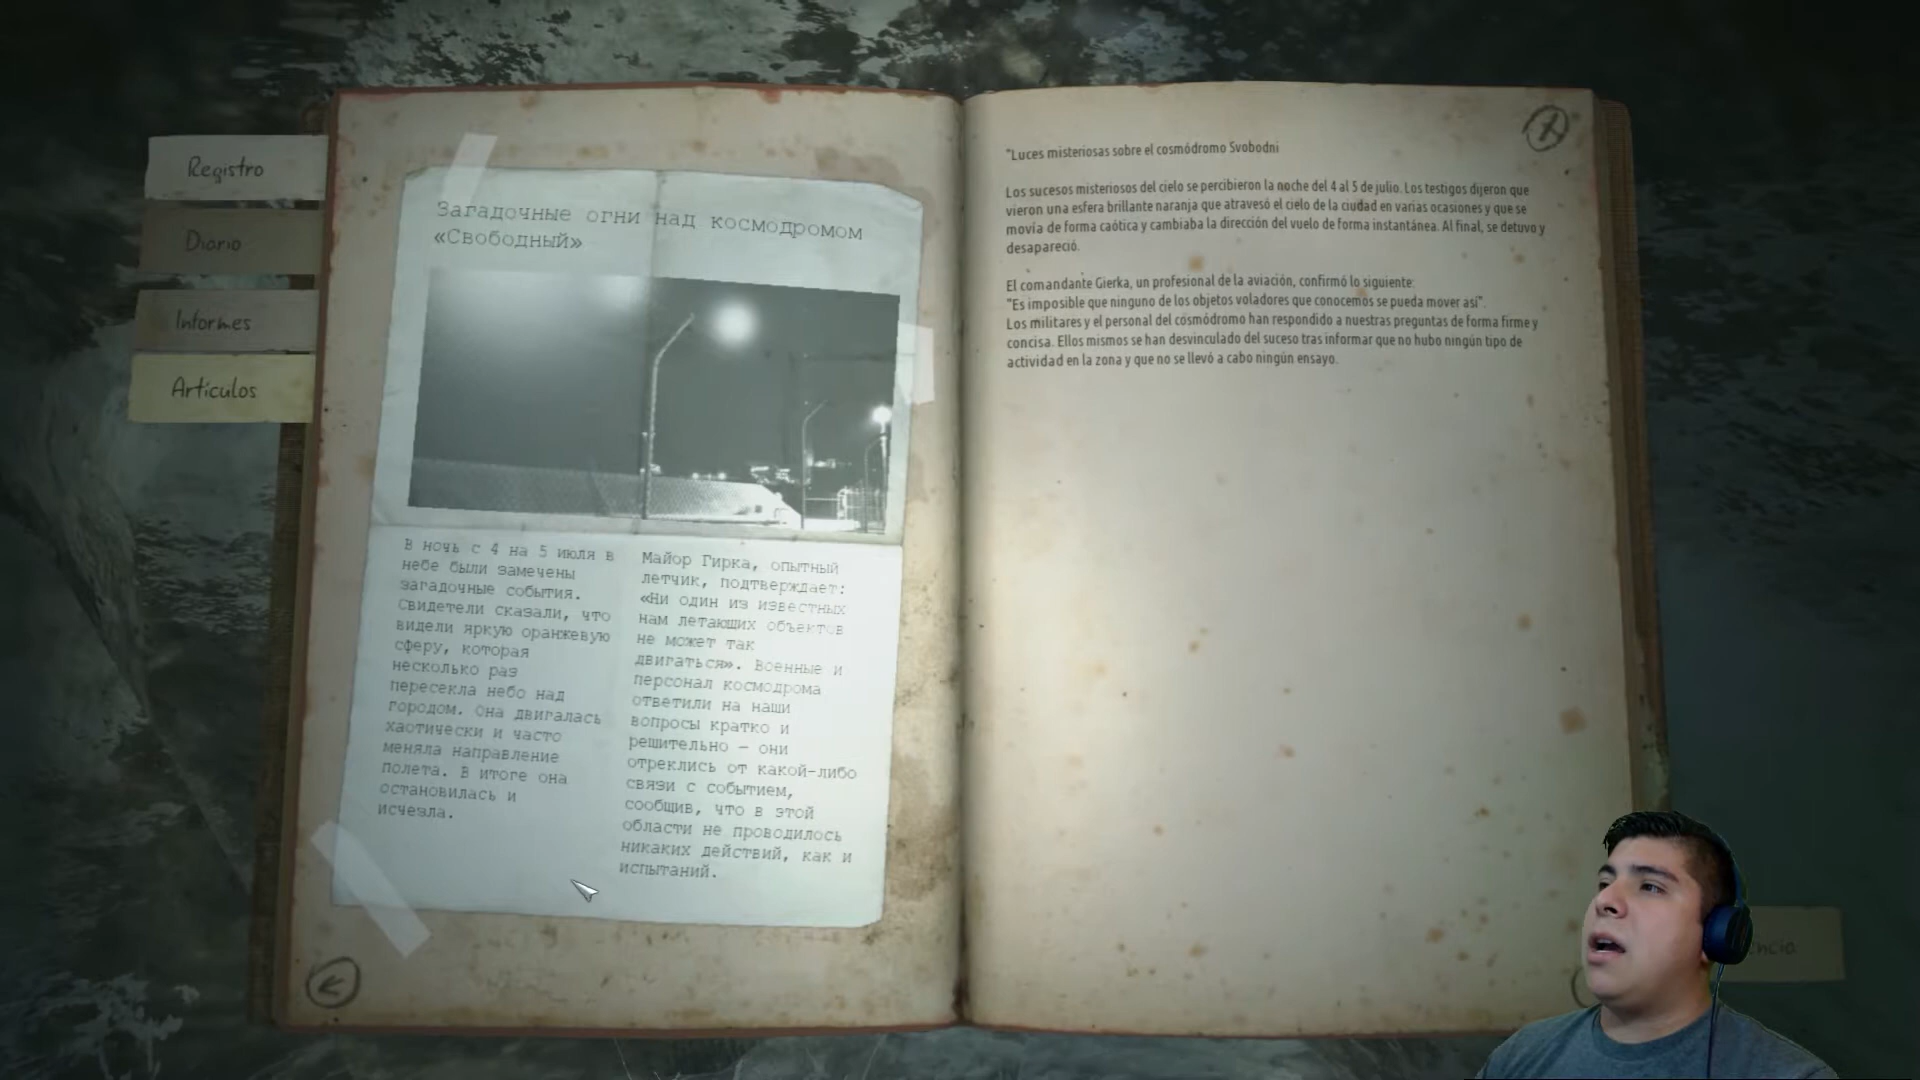 Registro
Diario
Informes
Artículos
Загадочные огни над космодромом
«Свободный»
В ночь с 4 на 5 июля в
небе были замечены
загадочные события.
Свидетели сказали, что
видели яркую оранжевую
сферу, которая
несколько раз
пересекла небо над
городом. Она двигалась
хаотически и часто
меняла направление
полета. В итоге она
остановилась и
исчезла.
Майор Гирка, опытный
летчик, подтверждает:
«Ни один из известных
нам летающих объектов
не может так
двигаться». Военные и
персонал космодрома
ответили на наши
вопросы кратко и
решительно — они
отреклись от какой-либо
связи с событием,
сообщив, что в этой
области не проводилось
никаких действий, как и
испытаний.
"Luces misteriosas sobre el cosmódromo Svobodni
Los sucesos misteriosos del cielo se percibieron la noche del 4 al 5 de julio. Los testigos dijeron que
vieron una esfera brillante naranja que atravesó el cielo de la ciudad en varias ocasiones y que se
movía de forma caótica y cambiaba la dirección del vuelo de forma instantánea. Al final, se detuvo y
desapareció.
El comandante Gierka, un profesional de la aviación, confirmó lo siguiente:
"Es imposible que ninguno de los objetos voladores que conocemos se pueda mover así".
Los militares y el personal del cosmódromo han respondido a nuestras preguntas de forma firme y
concisa. Ellos mismos se han desvinculado del suceso tras informar que no hubo ningún tipo de
actividad en la zona y que no se llevó a cabo ningún ensayo.